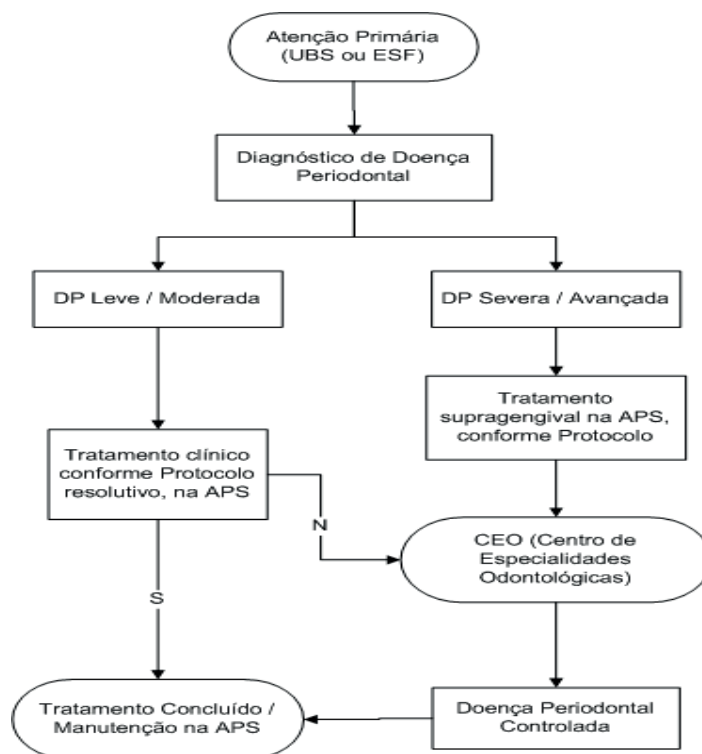 Atenção Primária
(UBS ou ESF)
Diagnóstico de Doença
Periodontal
DP Leve / Moderada
DP Severa / Avançada
Tratamento
supragengival na APS,
conforme Protocolo
Tratamento clínico
conforme Protocolo
resolutivo, na APS
N
CEO (Centro de
Especialidades
Odontológicas)
S
Tratamento Concluído /
Manutenção na APS
Doença Periodontal
Controlada